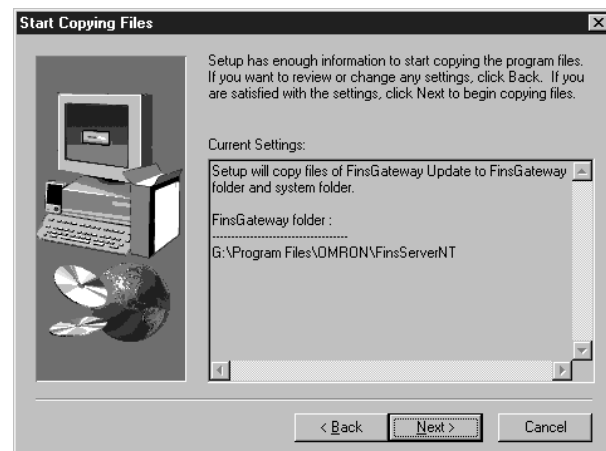 Start Copying Files
Setup has enough information to start copying the program files.
If you want to review or change any settings, click Back. If you
are satisfied with the settings, click Next to begin copying files.
Current Settings:
Setup will copy files of FinsGateway Update to FinsGateway
folder and system folder.
FinsGateway folder :
---------------------------------
G:\Program Files\OMRON\FinsServerNT
< Back
Next >
Cancel